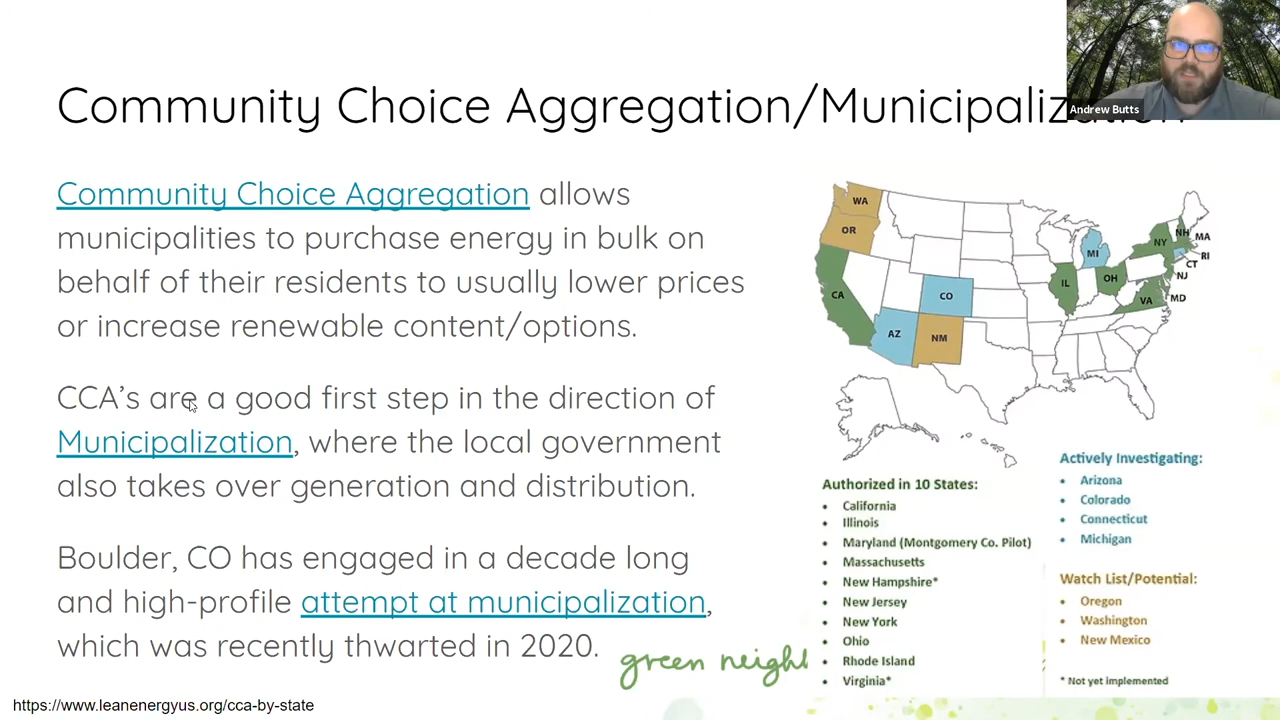 Andrew Butts
Community Choice Aggregation/Municipalization
Community Choice Aggregation allows
municipalities to purchase energy in bulk on
behalf of their residents to usually lower prices
or increase renewable content/options.
CCA's are a good first step in the direction of
Municipalization, where the local government
also takes over generation and distribution.
Boulder, CO has engaged in a decade long
and high-profile attempt at municipalization,
which was recently thwarted in 2020.
WA
OR
CA
AZ
NM
CO
MI
IL
OH
NY
VA
NH
MA
RI
CT
NJ
MD
Authorized in 10 States:
• California
• Illinois
• Maryland (Montgomery Co. Pilot)
• Massachusetts
• New Hampshire*
• New Jersey
• New York
• Ohio
• Rhode Island
• Virginia*
Actively Investigating:
• Arizona
• Colorado
• Connecticut
• Michigan
Watch List/Potential:
• Oregon
• Washington
• New Mexico
* Not yet implemented
green neigh
https://www.leanenergyus.org/cca-by-state